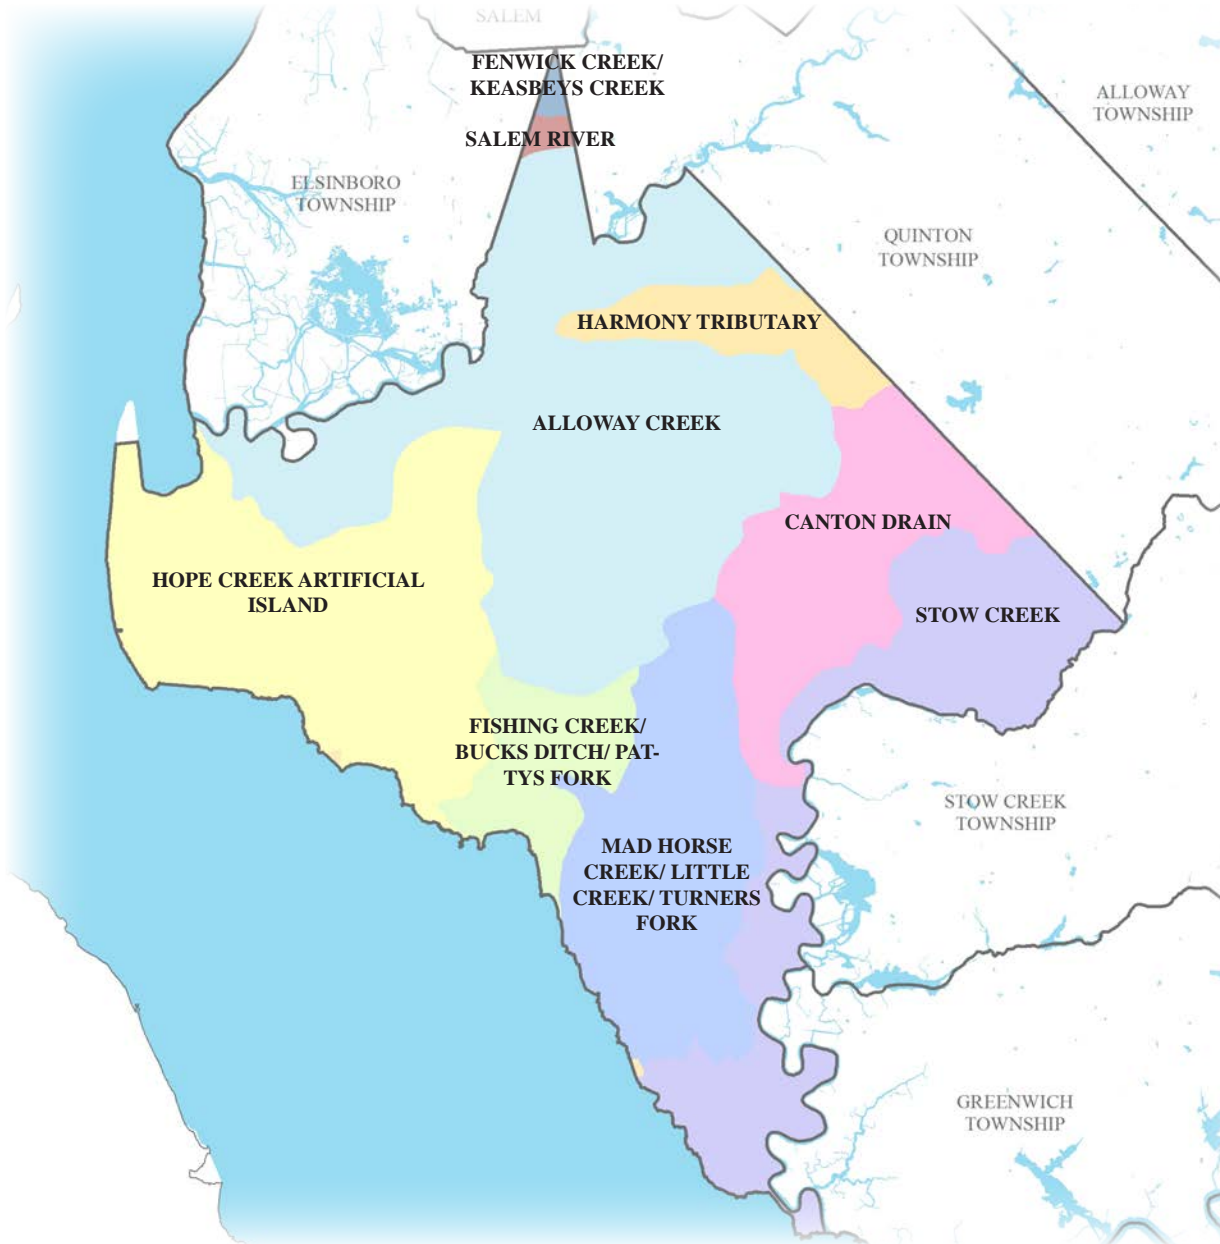 SALEM
FENWICK CREEK/
KEASBEYS CREEK
ALLOWAY
TOWNSHIP
SALEM RIVER
ELSINBORO
TOWNSHIP
QUINTON
TOWNSHIP
HARMONY TRIBUTARY
ALLOWAY CREEK
CANTON DRAIN
HOPE CREEK ARTIFICIAL
ISLAND
STOW CREEK
FISHING CREEK/
BUCKS DITCH/ PAT-
TYS FORK
STOW CREEK
TOWNSHIP
MAD HORSE
CREEK/ LITTLE
CREEK/ TURNERS
FORK
GREENWICH
TOWNSHIP